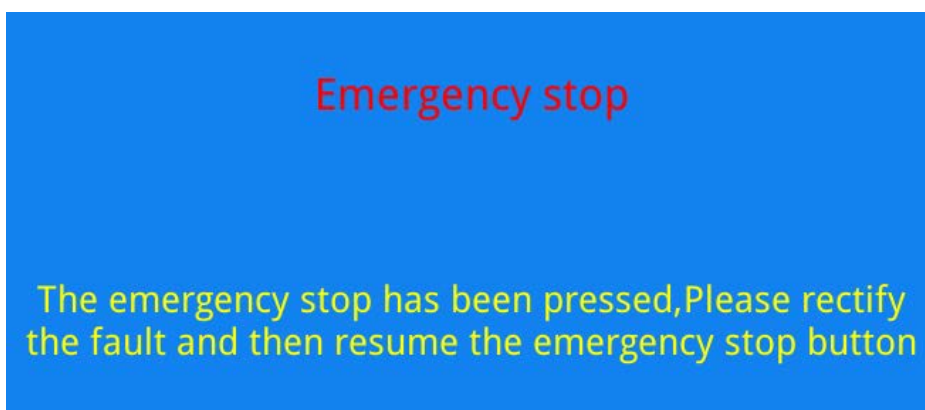 Emergency stop
The emergency stop has been pressed,Please rectify
the fault and then resume the emergency stop button